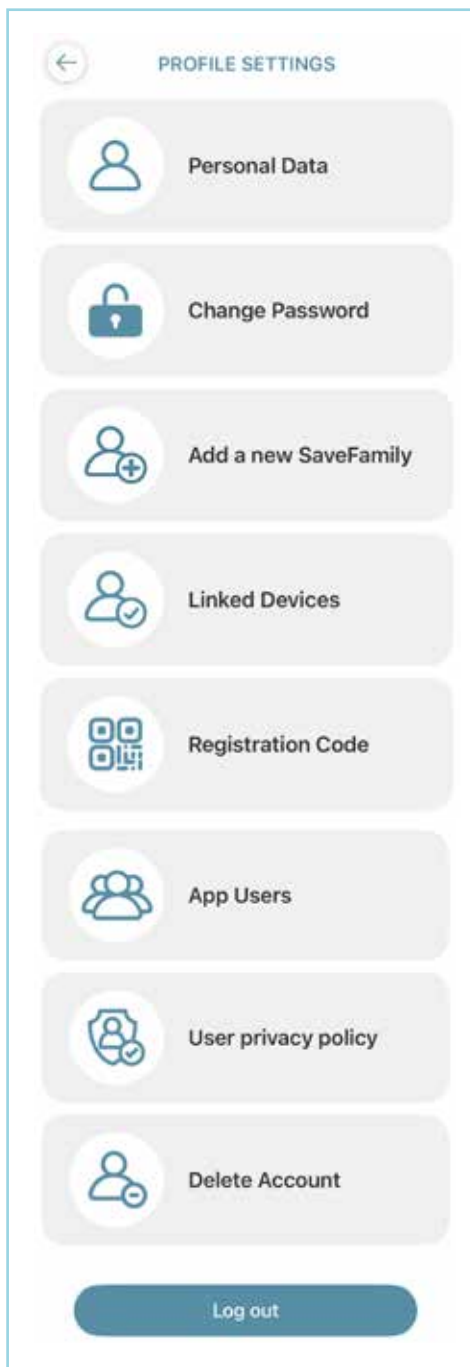 PROFILE SETTINGS
Personal Data
Change Password
Add a new SaveFamily
Linked Devices
Registration Code
App Users
User privacy policy
Delete Account
Log out